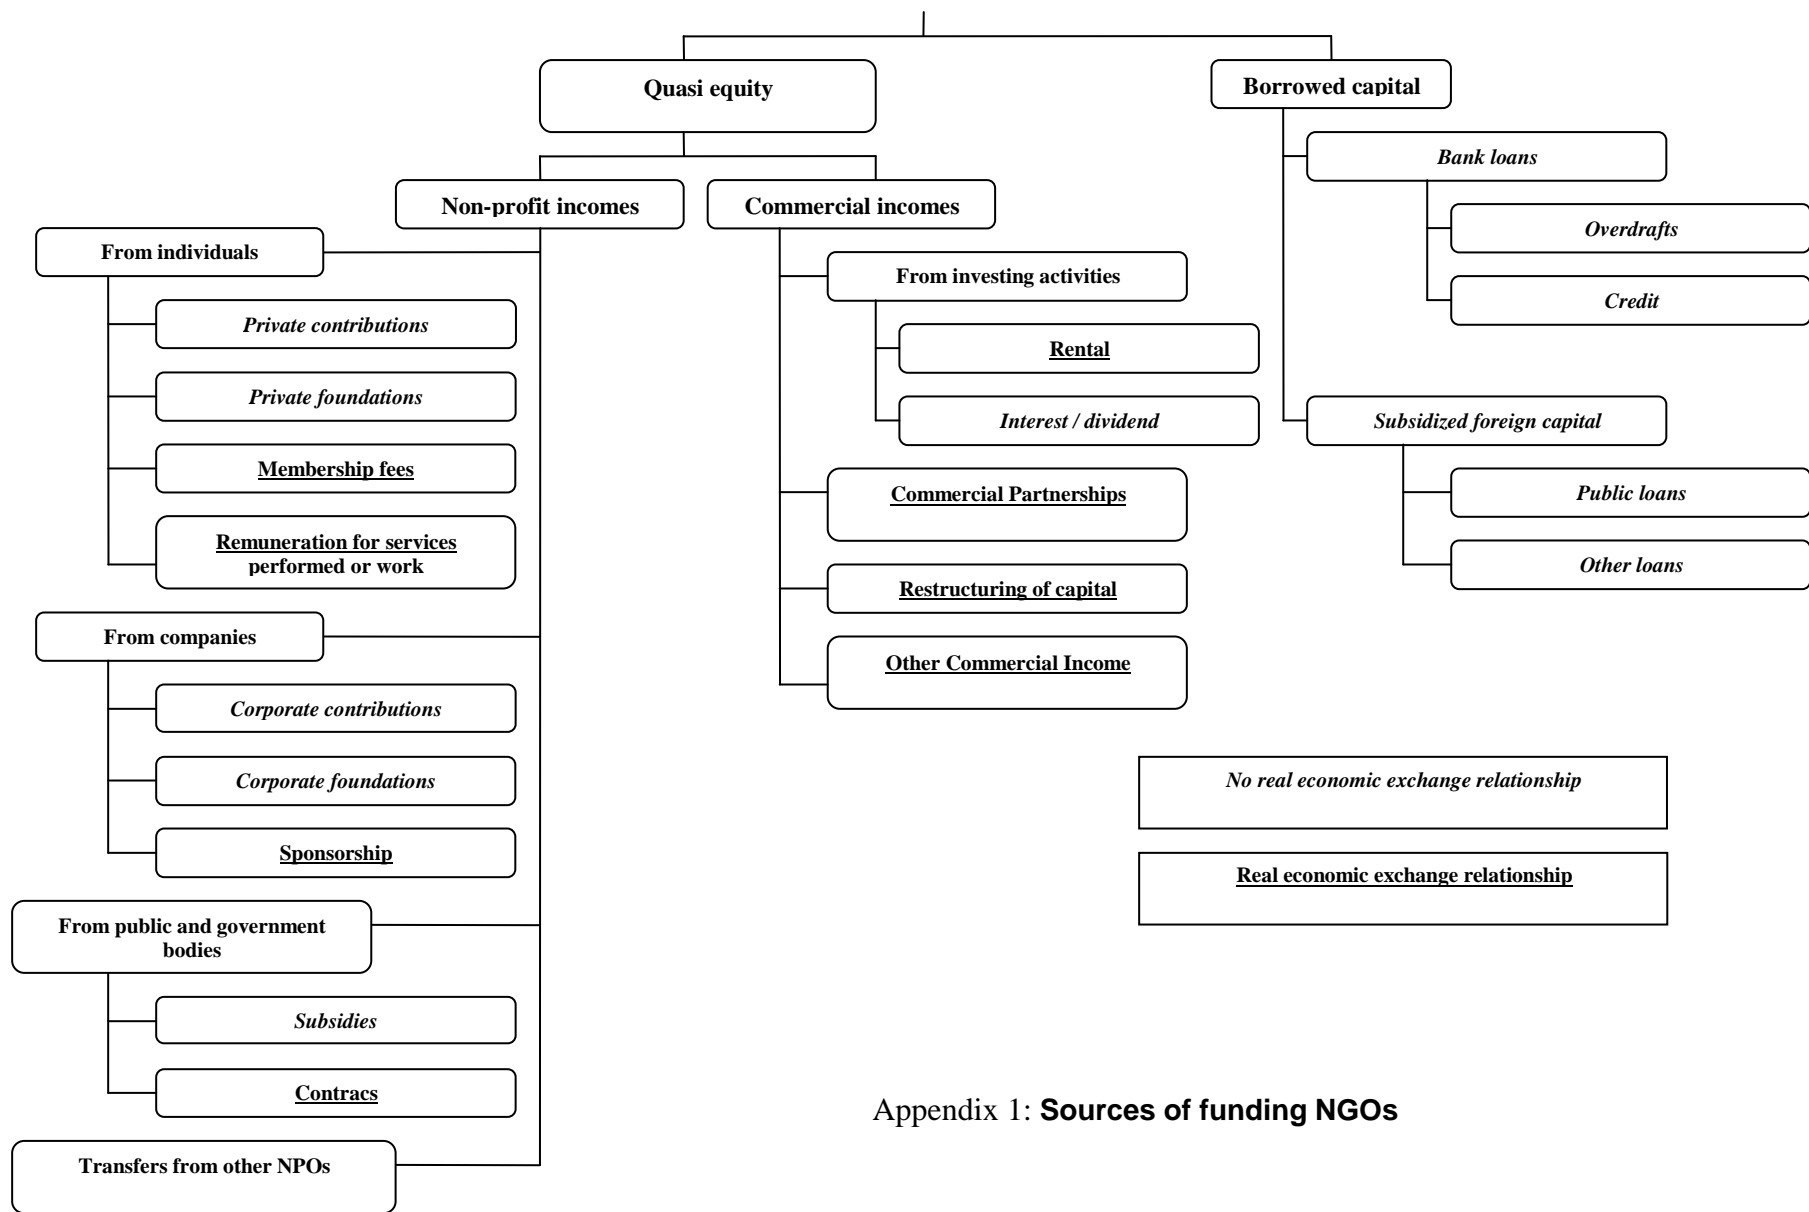 Quasi equity
Borrowed capital
Non-profit incomes
Commercial incomes
From individuals
Private contributions
Private foundations
Membership fees
Remuneration for services
performed or work
From companies
Corporate contributions
Corporate foundations
Sponsorship
From public and government
bodies
Subsidies
Contracs
Transfers from other NPOs
From investing activities
Rental
Interest / dividend
Commercial Partnerships
Restructuring of capital
Other Commercial Income
Bank loans
Overdrafts
Credit
Subsidized foreign capital
Public loans
Other loans
No real economic exchange relationship
Real economic exchange relationship
Appendix 1: Sources of funding NGOs